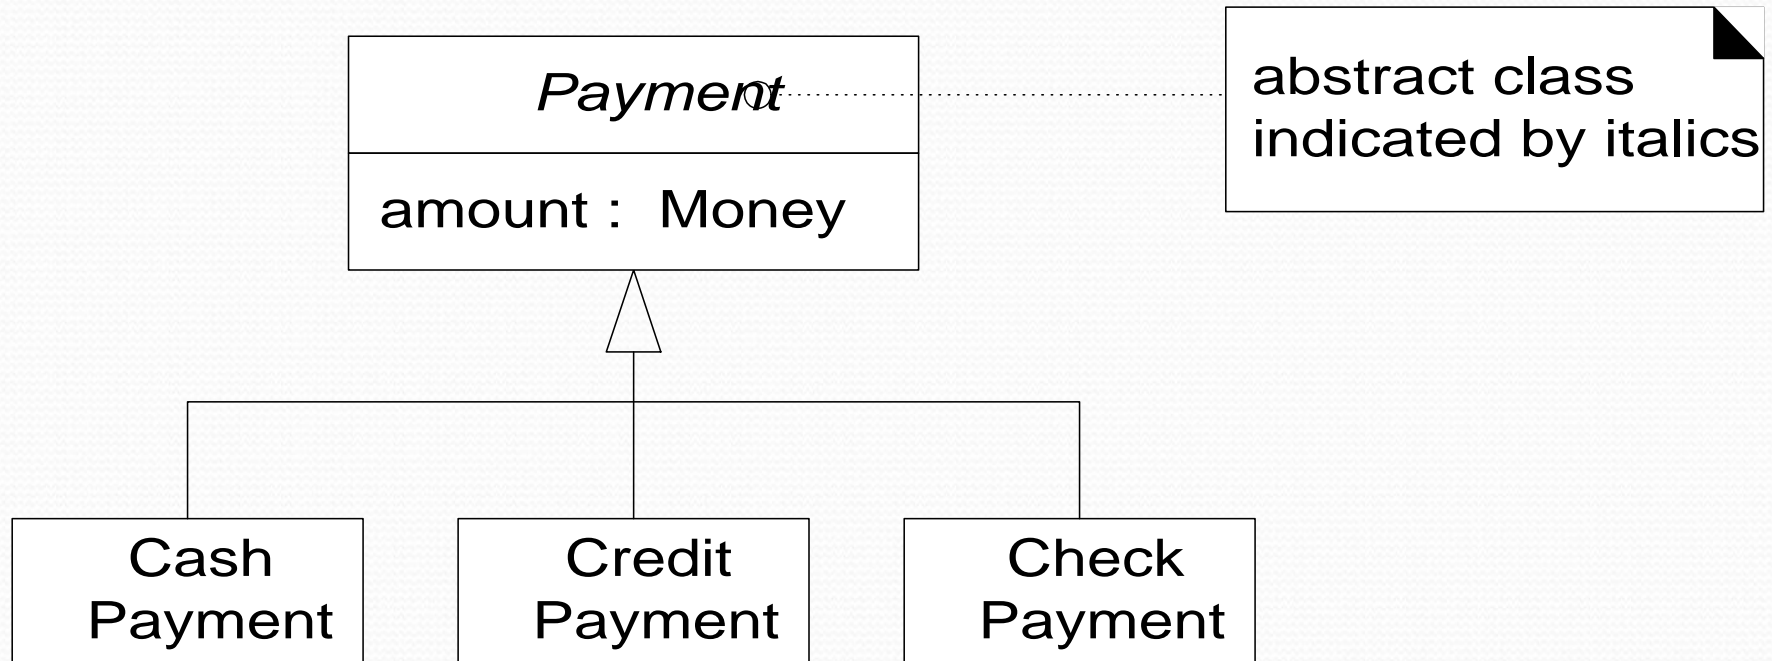 Payment
abstract class
indicated by italics
amount : Money
Cash
Payment
Credit
Payment
Check
Payment